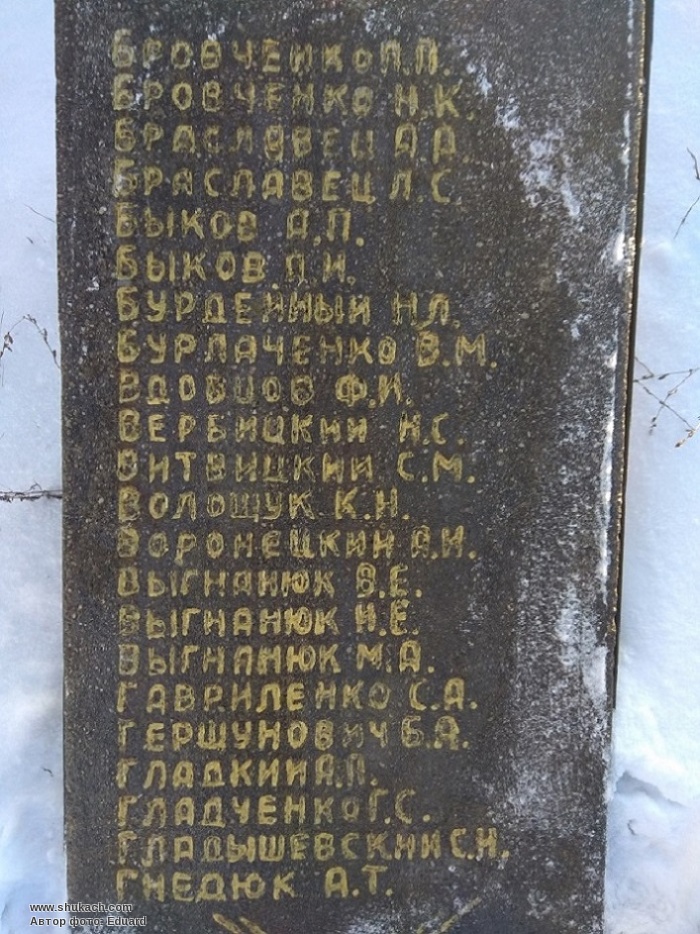 БРОВЧЕНКО П.П.
БРОВЧЕНКО Н.К.
БРАСЛАВЕЦ А.А.
БРАСЛАВЕЦ Л.С.
БЫКОВ А.П.
БЫКОВ П.И.
БУРДЕННЫЙ Н.Л.
БУРЛАЧЕНКО В.М.
ВДОВЦОВ Ф.И.
ВЕРБИЦКИЙ Н.С.
ВИТВИЦКИЙ С.М.
ВОЛОЩУК К.Н.
ВОРОНЕЦКИЙ А.И.
ВЫГНАНЮК В.Е.
ВЫГНАНЮК Н.Е.
ВЫГНАНЮК М.А.
ГАВРИЛЕНКО С.А.
ГЕРШУНОВИЧ Б.А.
ГЛАДКИЙ А.П.
ГЛАДЧЕНКО Г.С.
ГЛАДЫШЕВСКИЙ С.Н.
ГНЕДЮК А.Т.
www.shukach.com
Автор фото: Eduard